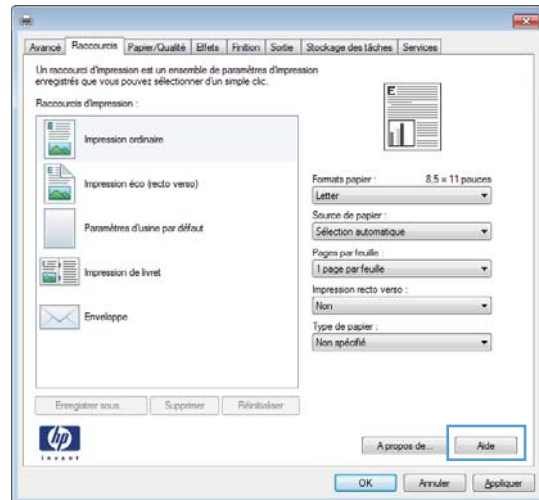 Avancé Raccourcis Papier/Qualité Effets Finition Sortie Stockage des tâches Services
Un raccourci d'impression est un ensemble de paramètres d'impression
enregistrés que vous pouvez sélectionner d'un simple clic.
Raccourcis d'impression :
Impression ordinaire
Impression éco (recto verso)
Paramètres d'usine par défaut
Impression de livret
Enveloppe
E
Formats papier : 8,5 × 11 pouces
Letter
Source de papier :
Sélection automatique
Pages par feuille :
1 page par feuille
Impression recto verso :
Non
Type de papier :
Non spécifié
Enregistrer sous... Supprimer Réinitialiser
hp
invent
A propos de... Aide
OK Annuler Appliquer